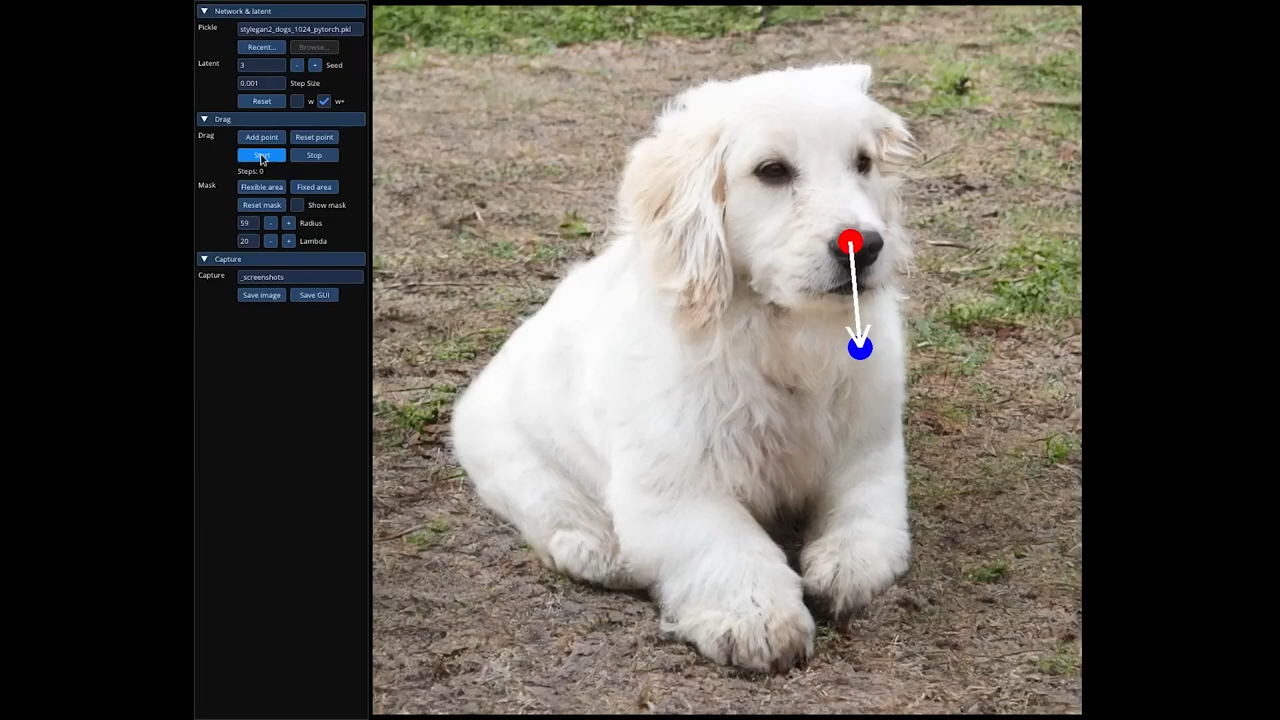 Network & latent
Pickle stylegan2_dogs_1024_pytorch.pkl
Recent... Browse...
Latent 3 - + Seed
0.001 Step Size
Reset w w+
Drag
Drag Add point Reset point
Start Stop
Steps: 0
Mask Flexible area Fixed area
Reset mask Show mask
59 - + Radius
20 - + Lambda
Capture
Capture _screenshots
Save image Save GUI